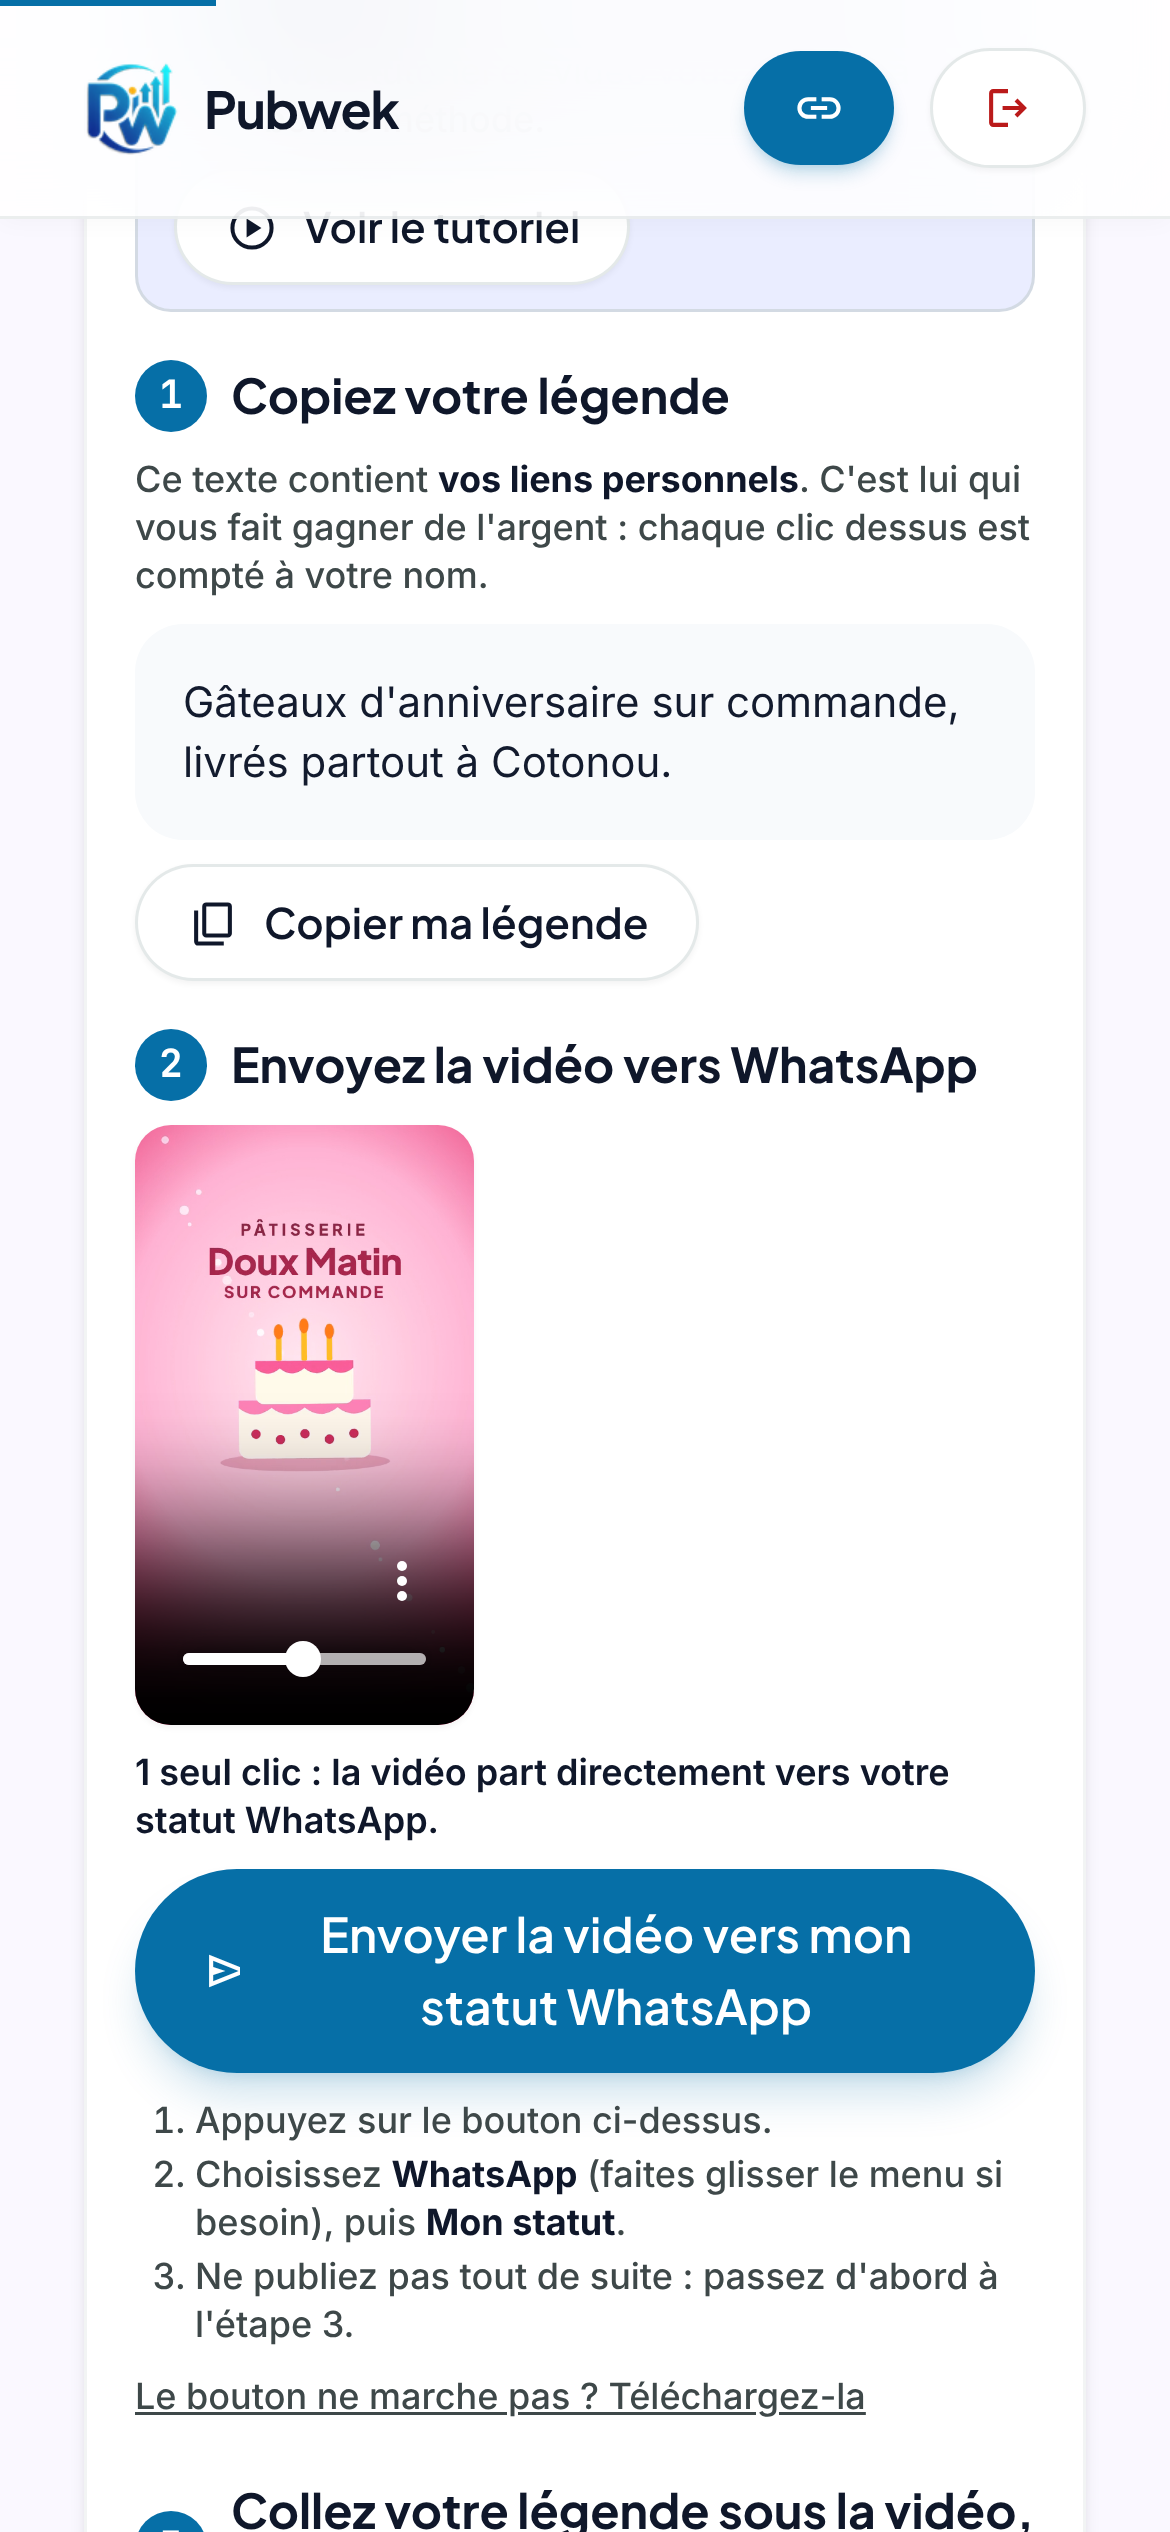 Pubwek
Voir le tutoriel
1 Copiez votre légende
Ce texte contient vos liens personnels. C'est lui qui
vous fait gagner de l'argent : chaque clic dessus est
compté à votre nom.
Gâteaux d'anniversaire sur commande,
livrés partout à Cotonou.
Copier ma légende
2 Envoyez la vidéo vers WhatsApp
PÂTISSERIE
Doux Matin
SUR COMMANDE
1 seul clic : la vidéo part directement vers votre
statut WhatsApp.
Envoyer la vidéo vers mon
statut WhatsApp
1. Appuyez sur le bouton ci-dessus.
2. Choisissez WhatsApp (faites glisser le menu si
besoin), puis Mon statut.
3. Ne publiez pas tout de suite : passez d'abord à
l'étape 3.
Le bouton ne marche pas ? Téléchargez-la
Collez votre légende sous la vidéo,